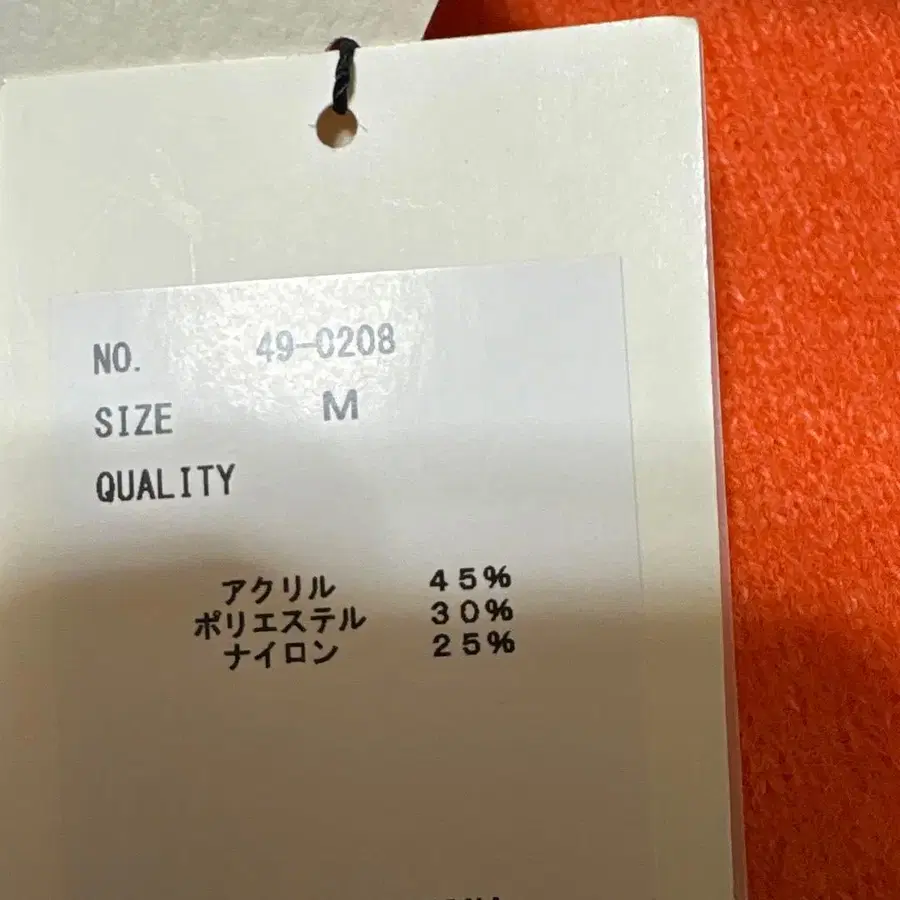 NO. 49-0208
SIZE M
QUALITY
アクリル 45%
ポリエステル 30%
ナイロン 25%